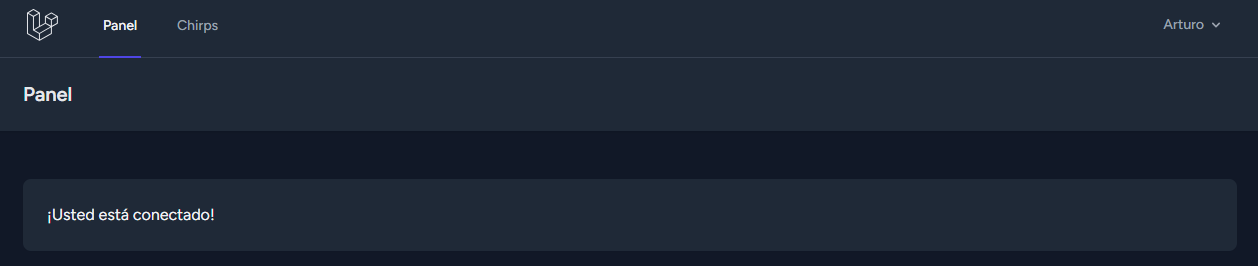 Panel Chirps Arturo
Panel
¡Usted está conectado!